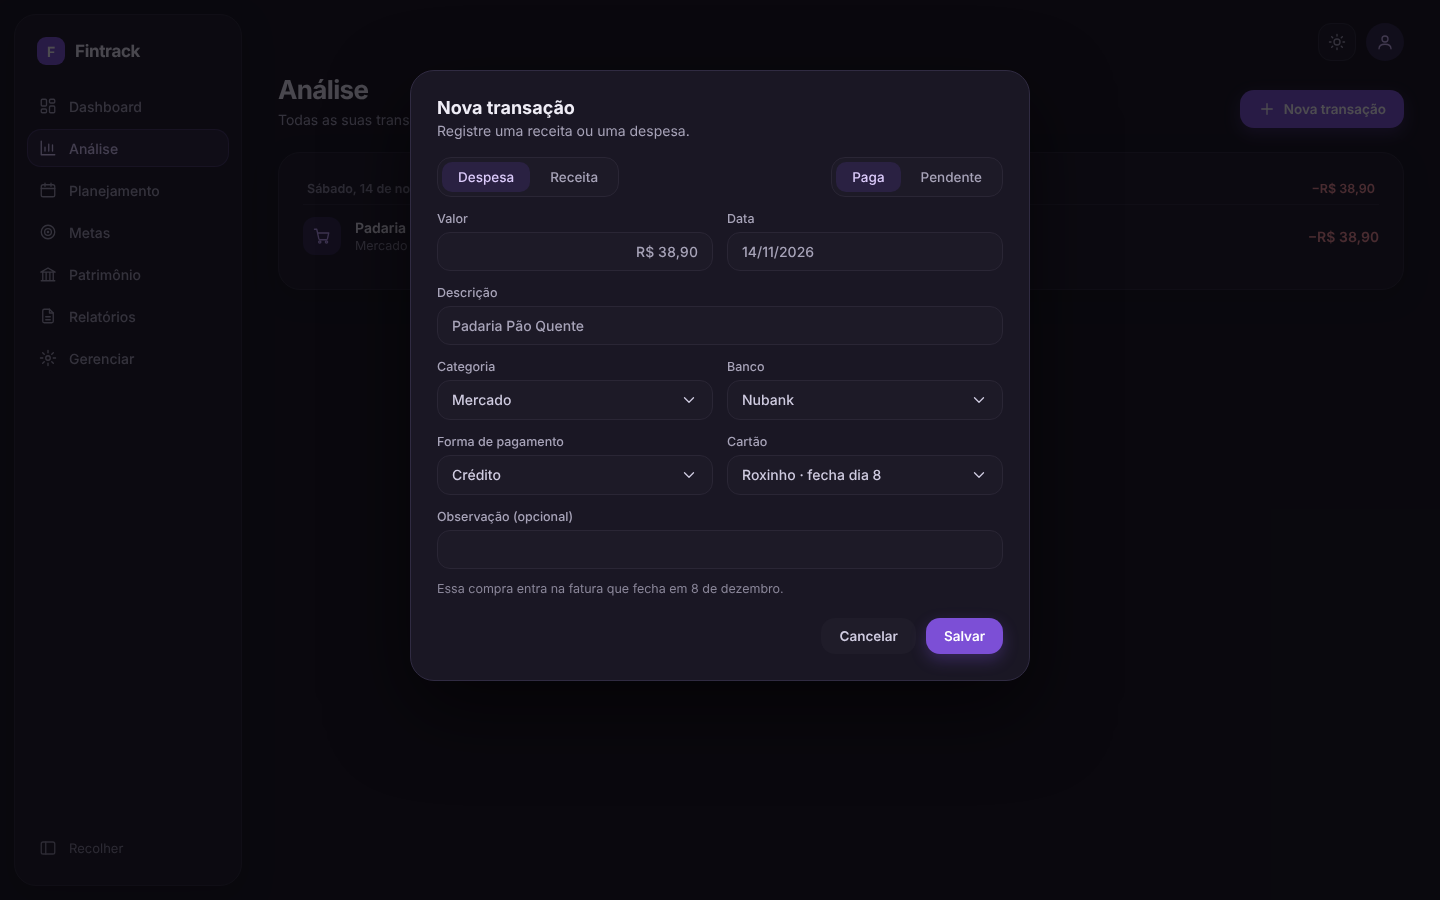 F Fintrack
Dashboard
Análise
Planejamento
Metas
Patrimônio
Relatórios
Gerenciar
Recolher
Análise
Todas as suas trans
Nova transação
Sábado, 14 de no
−R$ 38,90
Padaria
Mercado
−R$ 38,90
Nova transação
Registre uma receita ou uma despesa.
Despesa Receita
Paga Pendente
Valor
R$ 38,90
Data
14/11/2026
Descrição
Padaria Pão Quente
Categoria
Mercado
Banco
Nubank
Forma de pagamento
Crédito
Cartão
Roxinho · fecha dia 8
Observação (opcional)
Essa compra entra na fatura que fecha em 8 de dezembro.
Cancelar
Salvar